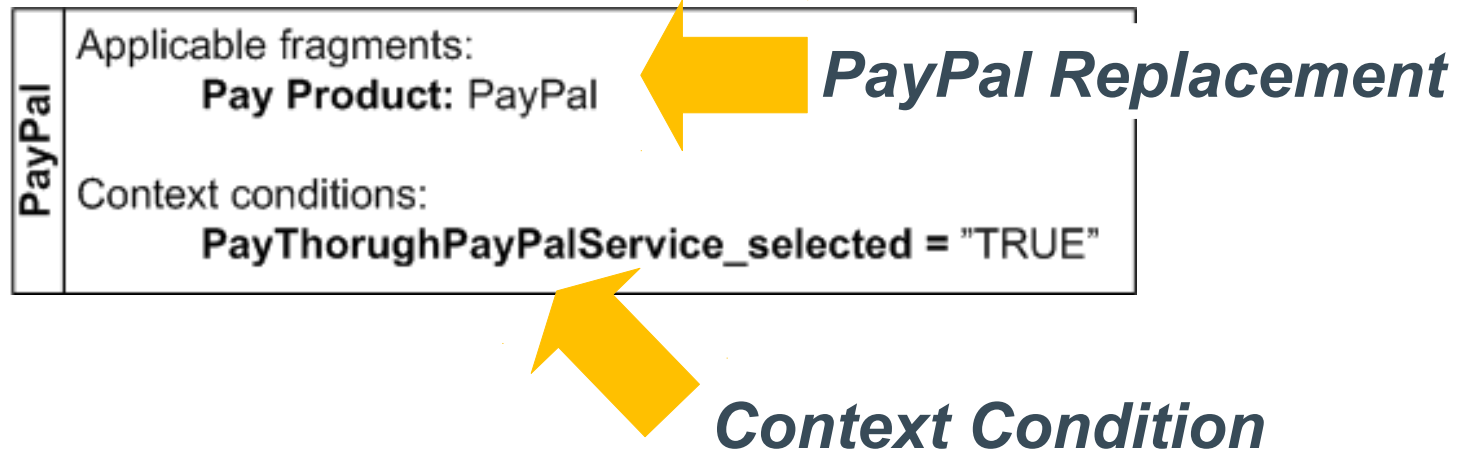 PayPal
Applicable fragments:
Pay Product: PayPal
PayPal Replacement
Context conditions:
PayThorughPayPalService_selected = ”TRUE”
Context Condition